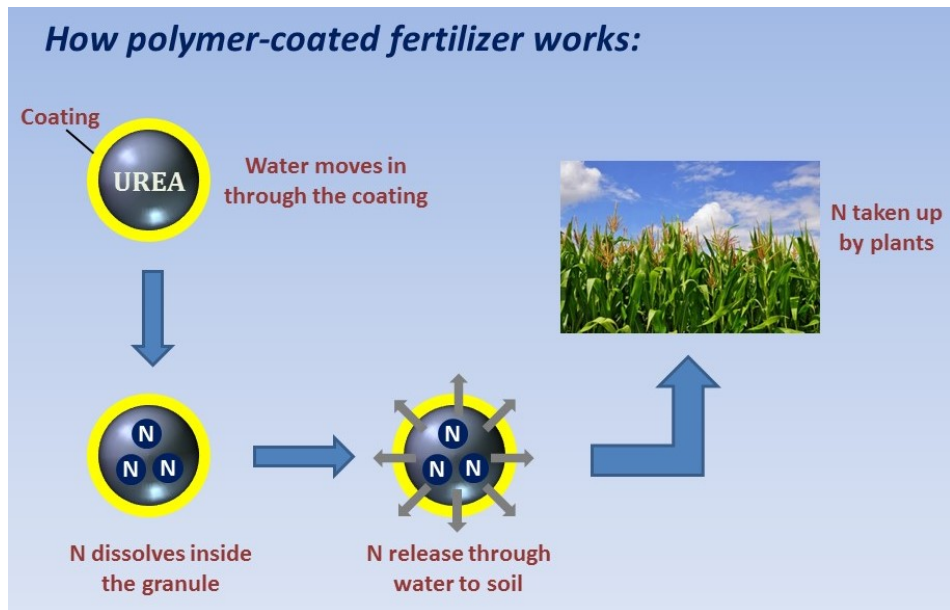 How polymer-coated fertilizer works:
Coating
UREA
Water moves in
through the coating
N taken up
by plants
N
N N
N
N N
N dissolves inside
the granule
N release through
water to soil